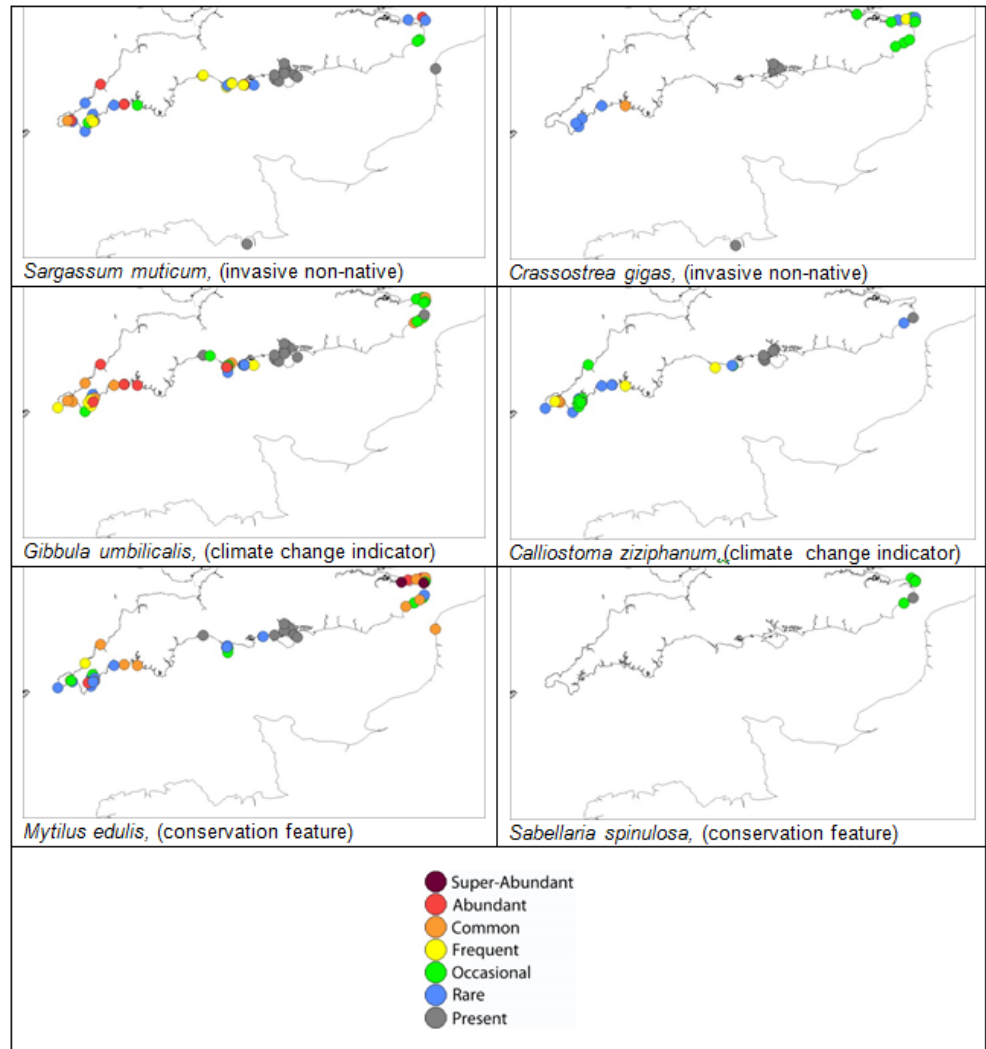 Sargassum muticum, (invasive non-native)
Crassostrea gigas, (invasive non-native)
Gibbula umbilicalis, (climate change indicator)
Calliostoma ziziphanum,(climate change indicator)
Mytilus edulis, (conservation feature)
Sabellaria spinulosa, (conservation feature)
Super-Abundant
Abundant
Common
Frequent
Occasional
Rare
Present